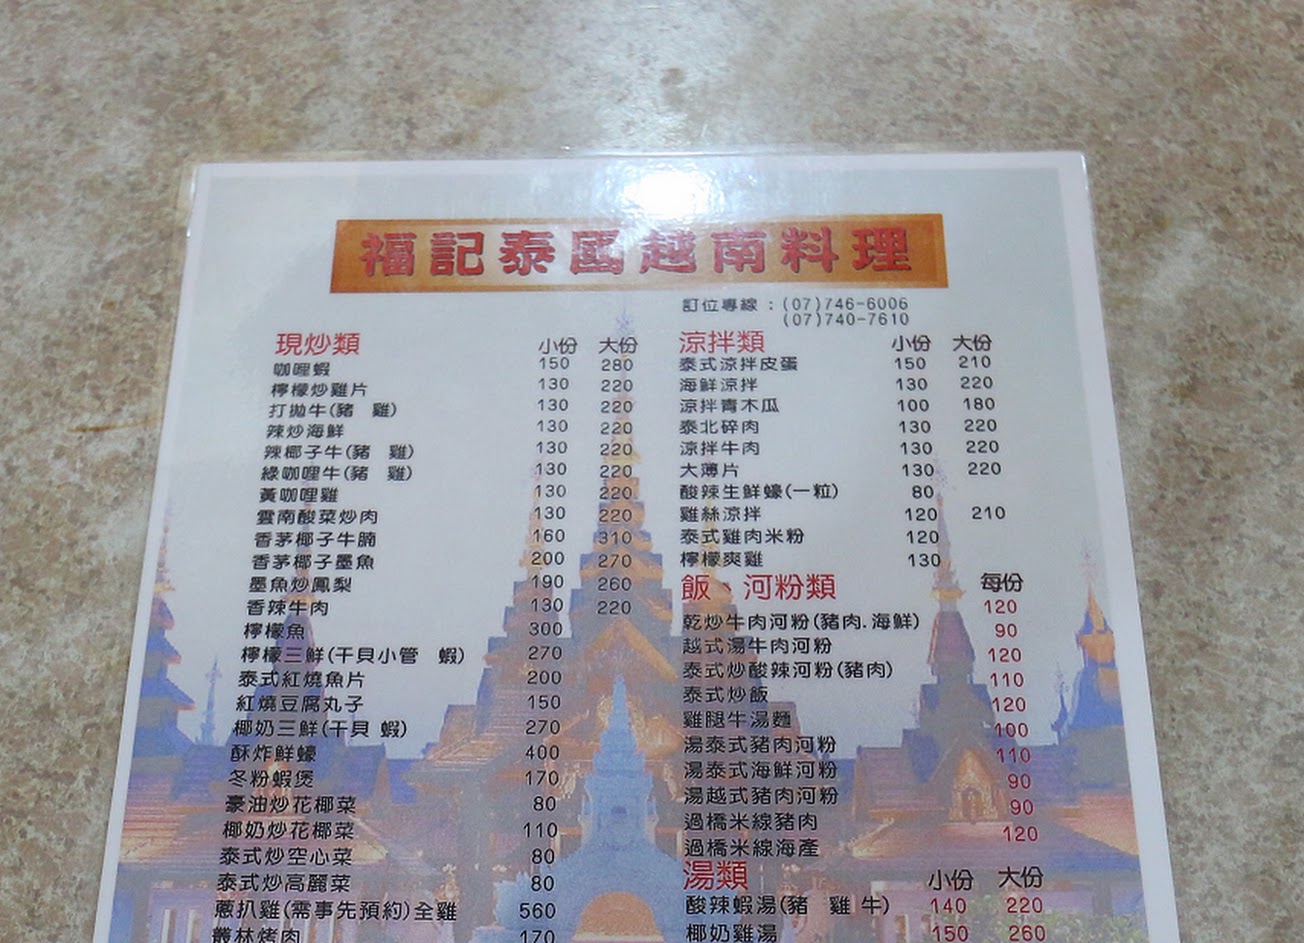 福記泰國越南料理
訂位專線：(07)746-6006
(07)740-7610
現炒類 小份 大份
咖哩蝦 150 280
檸檬炒雞片 130 220
打拋牛(豬 雞) 130 220
辣炒海鮮 130 220
辣椰子牛(豬 雞) 130 220
綠咖哩牛(豬 雞) 130 220
黃咖哩雞 130 220
雲南酸菜炒肉 130 220
香茅椰子牛腩 160 310
香茅椰子墨魚 200 270
墨魚炒鳳梨 190 260
香辣牛肉 130 220
檸檬魚 300
檸檬三鮮(干貝小管 蝦) 270
泰式紅燒魚片 200
紅燒豆腐丸子 150
椰奶三鮮(干貝 蝦) 270
酥炸鮮蠔 400
冬粉蝦煲 170
豪油炒花椰菜 80
椰奶炒花椰菜 110
泰式炒空心菜 80
泰式炒高麗菜 80
蔥扒雞(需事先預約)全雞 560
叢林烤肉 170
涼拌類 小份 大份
泰式涼拌皮蛋 150 210
海鮮涼拌 130 220
涼拌青木瓜 100 180
泰北碎肉 130 220
涼拌牛肉 130 220
大薄片 130 220
酸辣生鮮蠔(一粒) 80
雞絲涼拌 120 210
泰式雞肉米粉 120
檸檬爽雞 130
飯、河粉類 每份
乾炒牛肉河粉(豬肉.海鮮) 120
越式湯牛肉河粉 90
泰式炒酸辣河粉(豬肉) 120
泰式炒飯 110
雞腿牛湯麵 120
湯泰式豬肉河粉 100
湯泰式海鮮河粉 110
湯越式豬肉河粉 90
過橋米線豬肉 90
過橋米線海產 120
湯類 小份 大份
酸辣蝦湯(豬 雞 牛) 140 220
椰奶雞湯 150 260